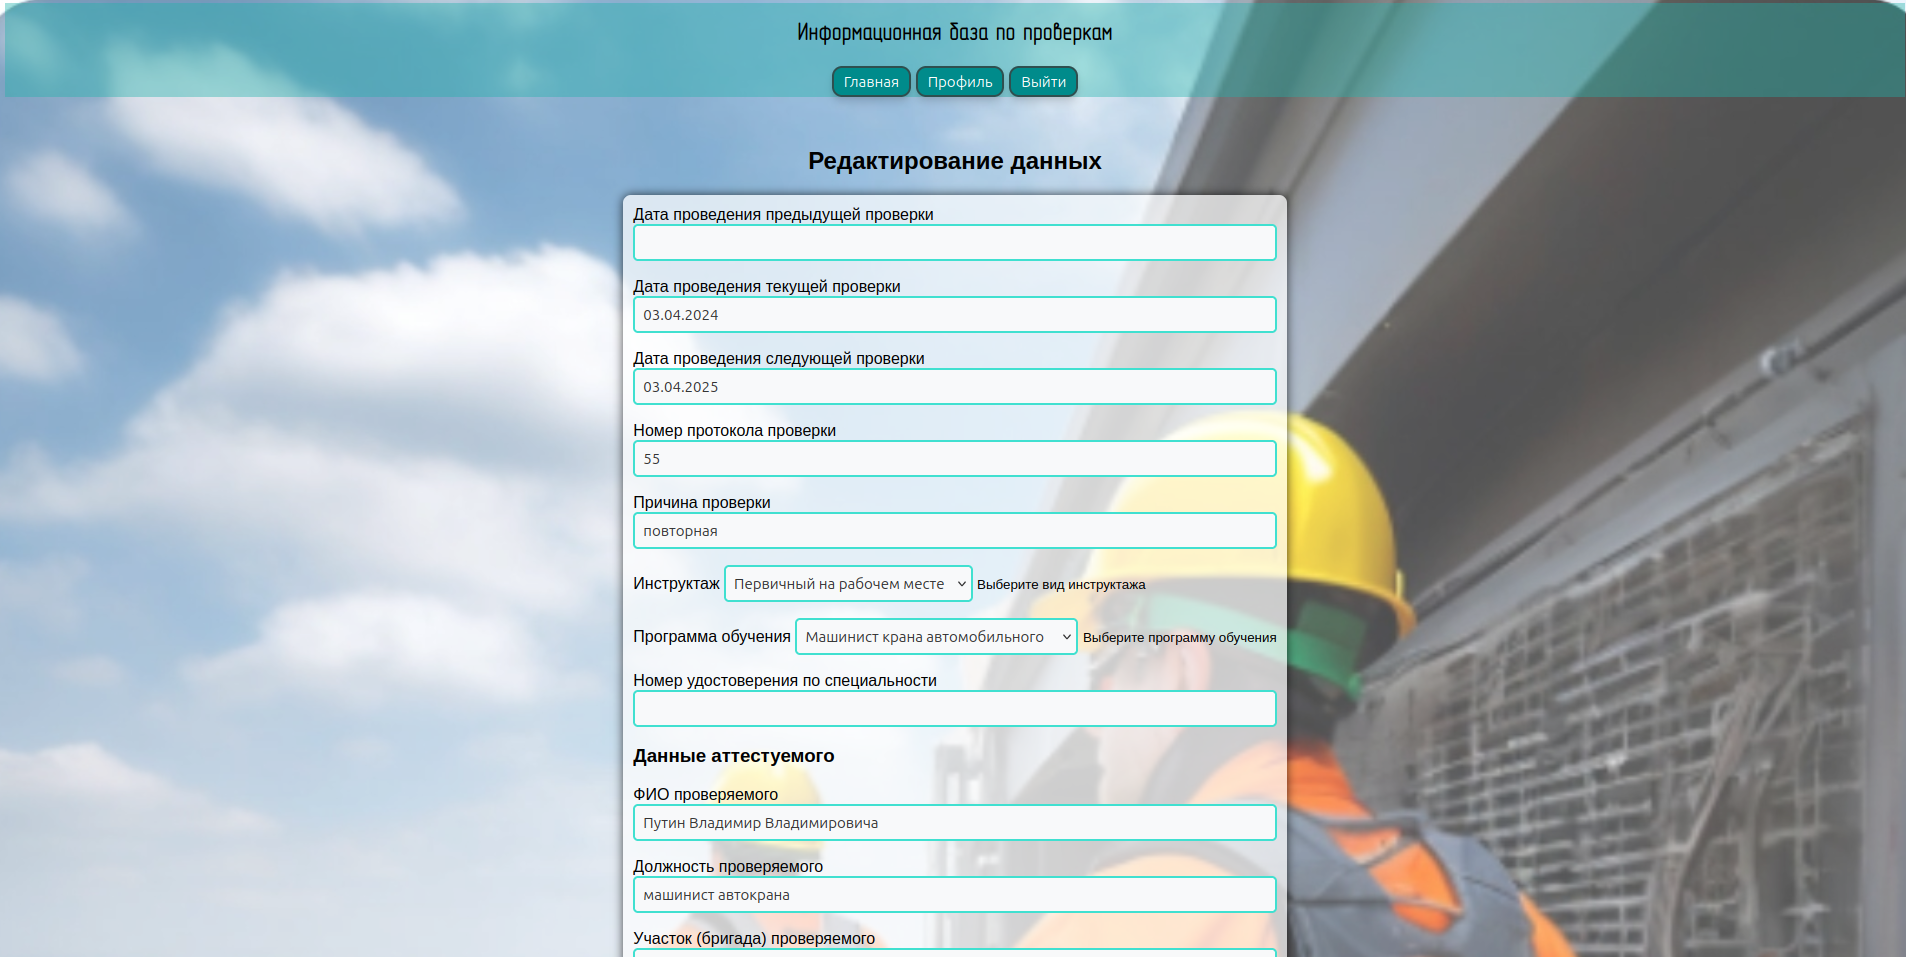 Информационная база по проверкам
Главная Профиль Выйти
Редактирование данных
Дата проведения предыдущей проверки
Дата проведения текущей проверки
03.04.2024
Дата проведения следующей проверки
03.04.2025
Номер протокола проверки
55
Причина проверки
повторная
Инструктаж Первичный на рабочем месте Выберите вид инструктажа
Программа обучения Машинист крана автомобильного Выберите программу обучения
Номер удостоверения по специальности
Данные аттестуемого
ФИО проверяемого
Путин Владимир Владимировича
Должность проверяемого
машинист автокрана
Участок (бригада) проверяемого